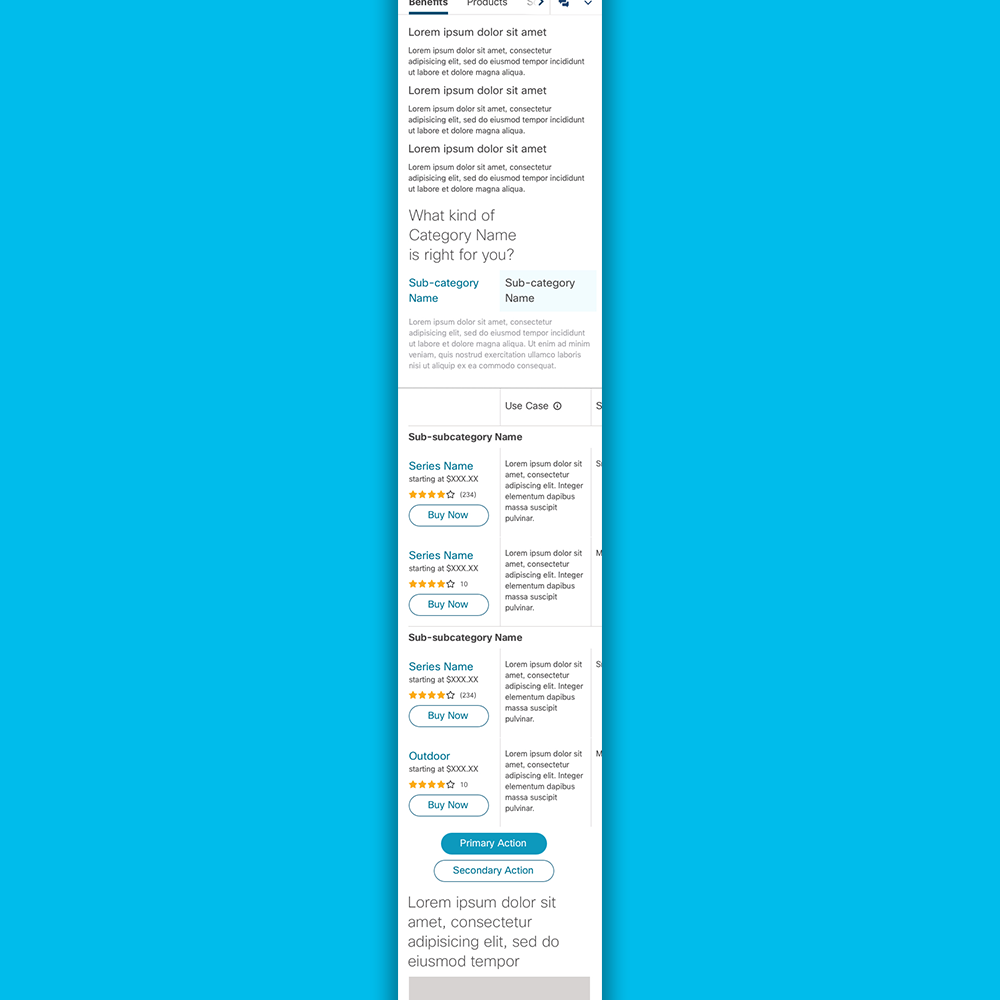 Benefits Products
Lorem ipsum dolor sit amet
Lorem ipsum dolor sit amet, consectetur
adipisicing elit, sed do eiusmod tempor incididunt
ut labore et dolore magna aliqua.
Lorem ipsum dolor sit amet
Lorem ipsum dolor sit amet, consectetur
adipisicing elit, sed do eiusmod tempor incididunt
ut labore et dolore magna aliqua.
Lorem ipsum dolor sit amet
Lorem ipsum dolor sit amet, consectetur
adipisicing elit, sed do eiusmod tempor incididunt
ut labore et dolore magna aliqua.
What kind of
Category Name
is right for you?
Sub-category
Name
Sub-category
Name
Lorem ipsum dolor sit amet, consectetur
adipisicing elit, sed do eiusmod tempor incididunt
ut labore et dolore magna aliqua. Ut enim ad minim
veniam, quis nostrud exercitation ullamco laboris
nisi ut aliquip ex ea commodo consequat.
Use Case
Sub-subcategory Name
Series Name
starting at $XXX.XX
(234)
Buy Now
Lorem ipsum dolor sit
amet, consectetur
adipiscing elit. Integer
elementum dapibus
massa suscipit
pulvinar.
Series Name
starting at $XXX.XX
10
Buy Now
Lorem ipsum dolor sit
amet, consectetur
adipiscing elit. Integer
elementum dapibus
massa suscipit
pulvinar.
Sub-subcategory Name
Series Name
starting at $XXX.XX
(234)
Buy Now
Lorem ipsum dolor sit
amet, consectetur
adipiscing elit. Integer
elementum dapibus
massa suscipit
pulvinar.
Outdoor
starting at $XXX.XX
10
Buy Now
Lorem ipsum dolor sit
amet, consectetur
adipiscing elit. Integer
elementum dapibus
massa suscipit
pulvinar.
Primary Action
Secondary Action
Lorem ipsum dolor sit
amet, consectetur
adipisicing elit, sed do
eiusmod tempor